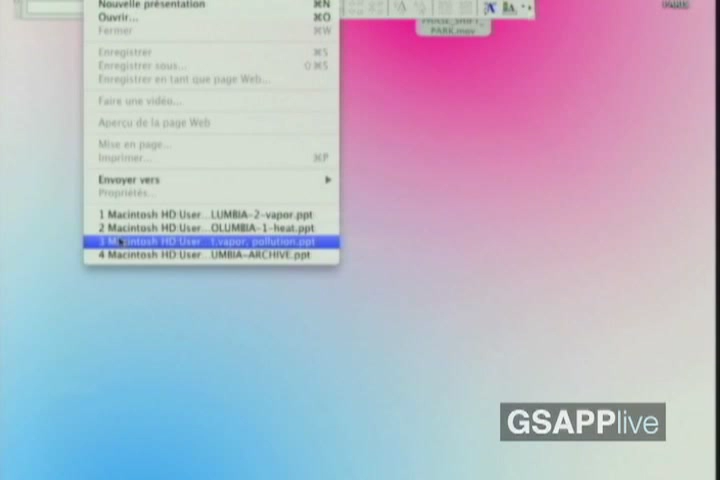 Nouvelle présentation ⌘N
Ouvrir... ⌘O
Fermer ⌘W
Enregistrer ⌘S
Enregistrer sous... ⇧⌘S
Enregistrer en tant que page Web...
Faire une vidéo...
Aperçu de la page Web
Mise en page...
Imprimer... ⌘P
Envoyer vers
Propriétés...
1 Macintosh HD:User...LUMBIA-2-vapor.ppt
2 Macintosh HD:User...OLUMBIA-1-heat.ppt
3 Macintosh HD:User...t,vapor, pollution.ppt
4 Macintosh HD:User...UMBIA-ARCHIVE.ppt
PARK.mov
GSAPPlive